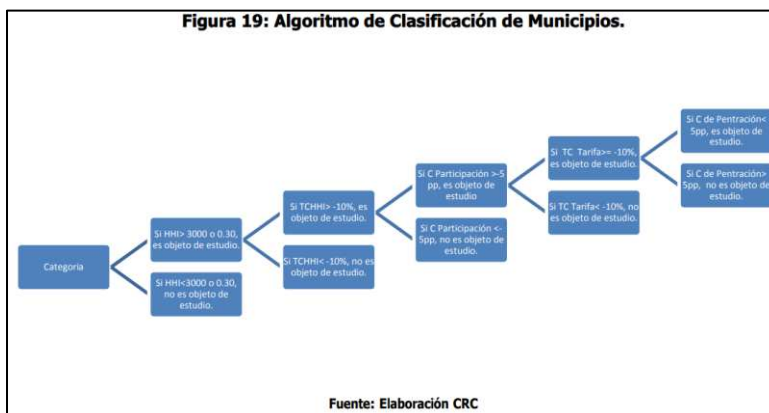 Figura 19: Algoritmo de Clasificación de Municipios.
Categoria
Si HHI> 3000 o 0.30,
es objeto de estudio.
Si HHI<3000 o 0.30,
no es objeto de
estudio.
Si TCHHI> -10%, es
objeto de estudio.
Si TCHHI< -10%, no es
objeto de estudio.
Si C Participación >-5
pp, es objeto de
estudio
Si C Participación <-
5pp, no es objeto de
estudio.
Si TC Tarifa>= -10%,
es objeto de estudio.
Si TC Tarifa< -10%, no
es objeto de estudio.
Si C de Pentración<
5pp, es objeto de
estudio.
Si C de Pentración>
5pp, no es objeto de
estudio.
Fuente: Elaboración CRC